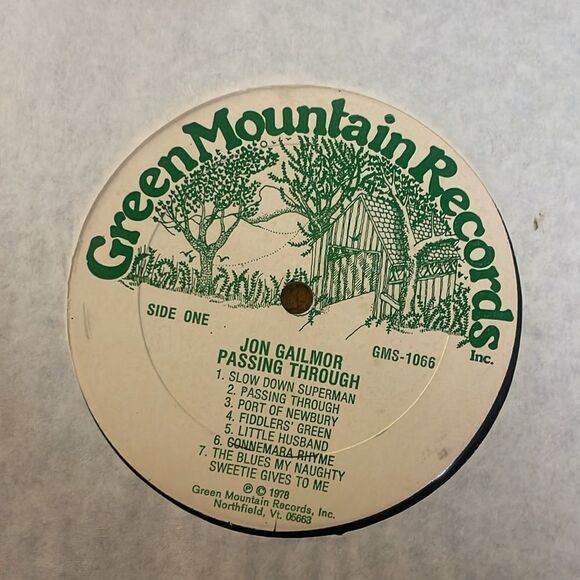 Green Mountain Records
Inc.
SIDE ONE
GMS-1066
JON GAILMOR
PASSING THROUGH
1. SLOW DOWN SUPERMAN
2. PASSING THROUGH
3. PORT OF NEWBURY
4. FIDDLERS' GREEN
5. LITTLE HUSBAND
6. CONNEMARA RHYME
7. THE BLUES MY NAUGHTY
SWEETIE GIVES TO ME
℗ © 1978
Green Mountain Records, Inc.
Northfield, Vt. 05663